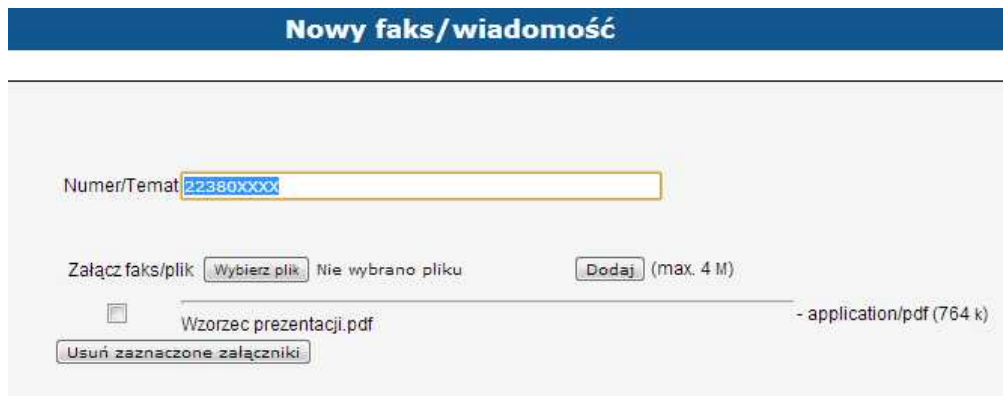 Nowy faks/wiadomość
Numer/Temat 22380XXXX
Załącz faks/plik Wybierz plik Nie wybrano pliku Dodaj (max. 4 M)
Wzorzec prezentacji.pdf - application/pdf (764 k)
Usuń zaznaczone załączniki